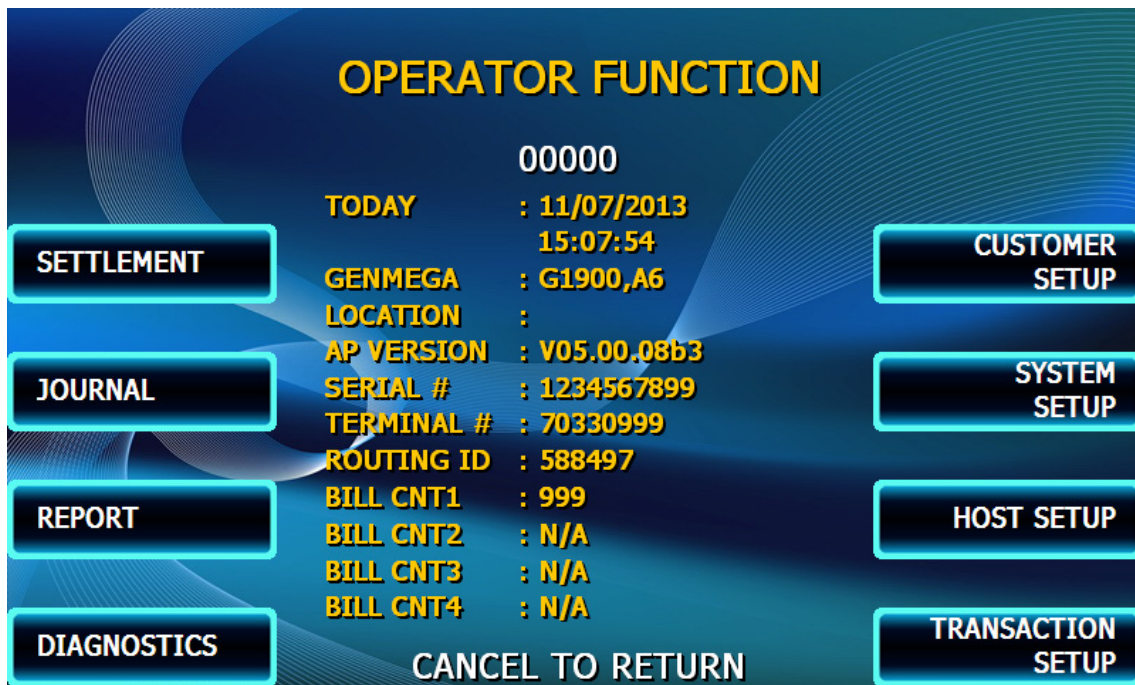 OPERATOR FUNCTION
00000
TODAY : 11/07/2013
15:07:54
GENMEGA : G1900,A6
LOCATION :
AP VERSION : V05.00.08b3
SERIAL # : 1234567899
TERMINAL # : 70330999
ROUTING ID : 588497
BILL CNT1 : 999
BILL CNT2 : N/A
BILL CNT3 : N/A
BILL CNT4 : N/A
SETTLEMENT
JOURNAL
REPORT
DIAGNOSTICS
CUSTOMER
SETUP
SYSTEM
SETUP
HOST SETUP
TRANSACTION
SETUP
CANCEL TO RETURN